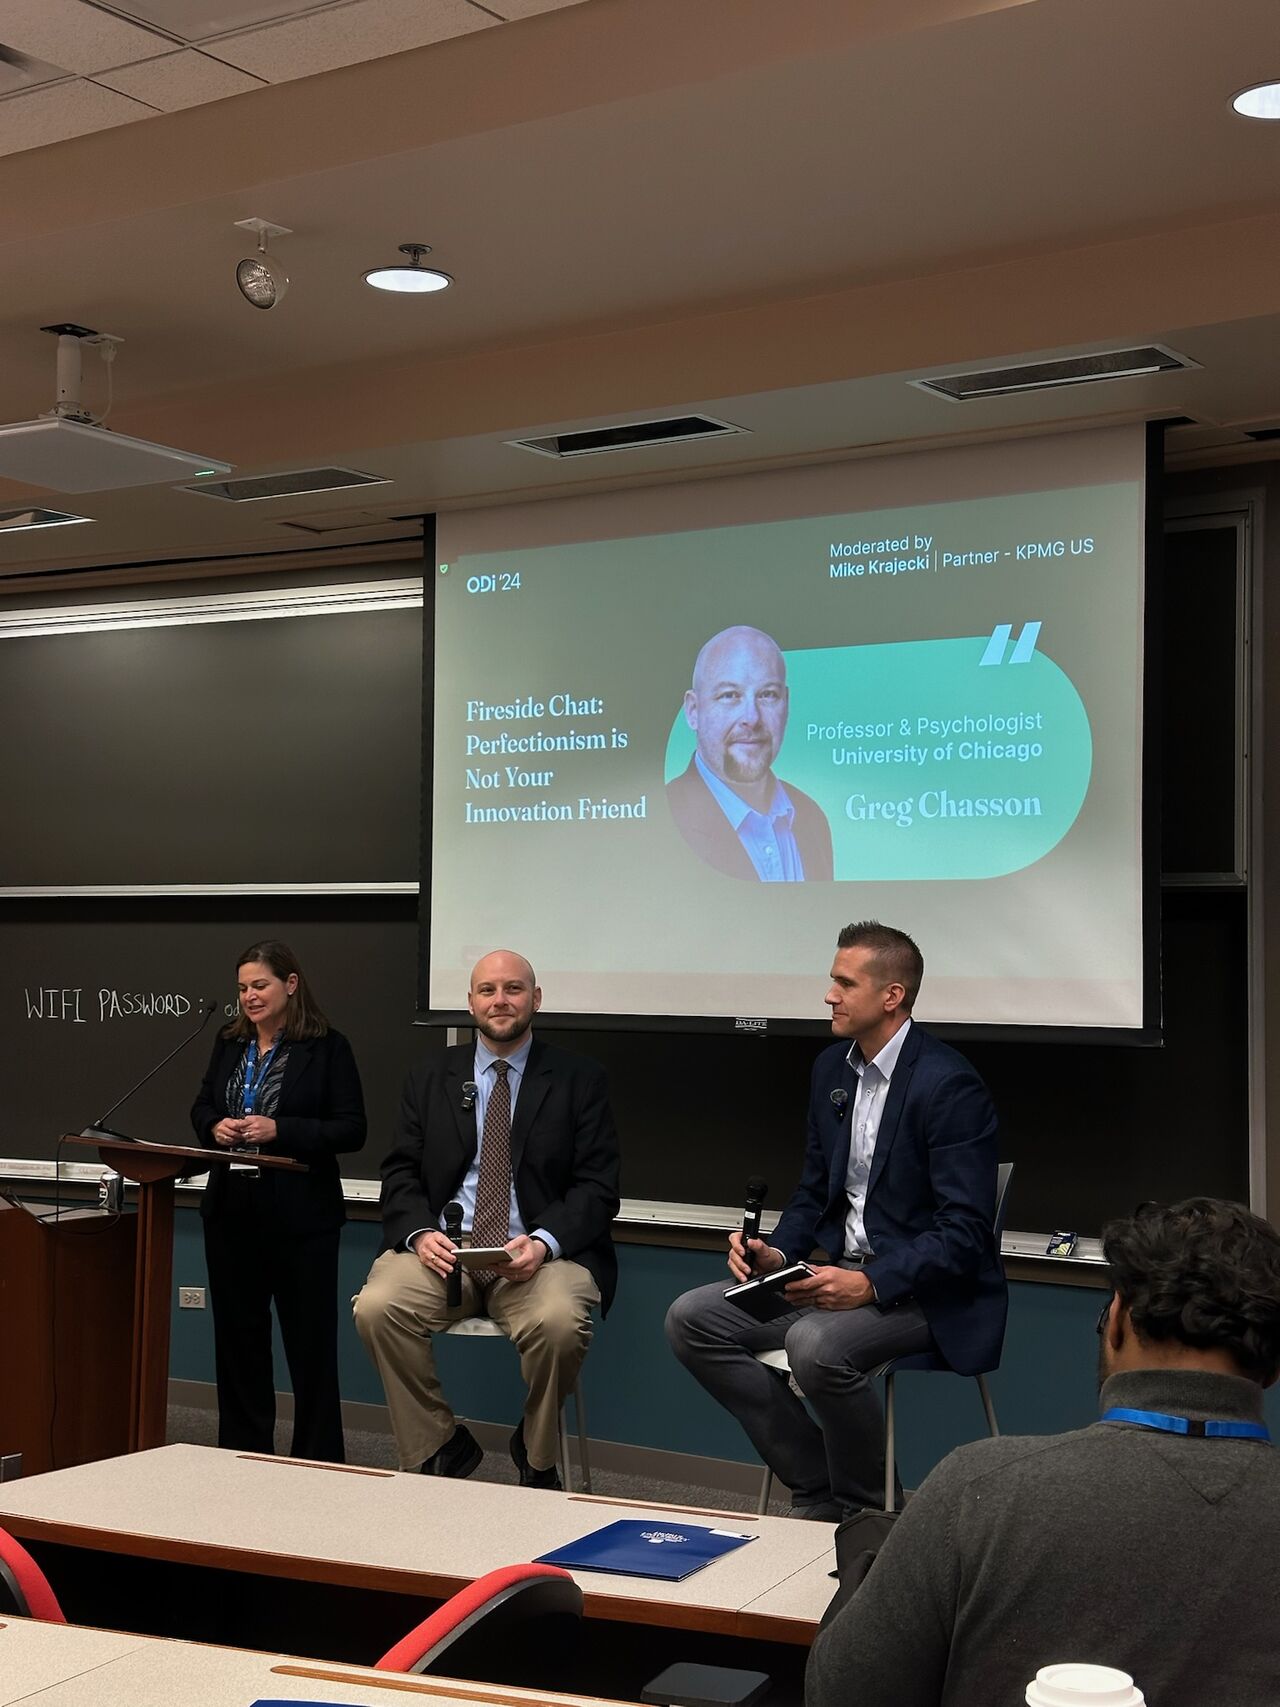 ODi '24
Moderated by
Mike Krajecki | Partner - KPMG US
Fireside Chat:
Perfectionism is
Not Your
Innovation Friend
Professor & Psychologist
University of Chicago
Greg Chasson
DA-LITE
WIFI PASSWORD: od